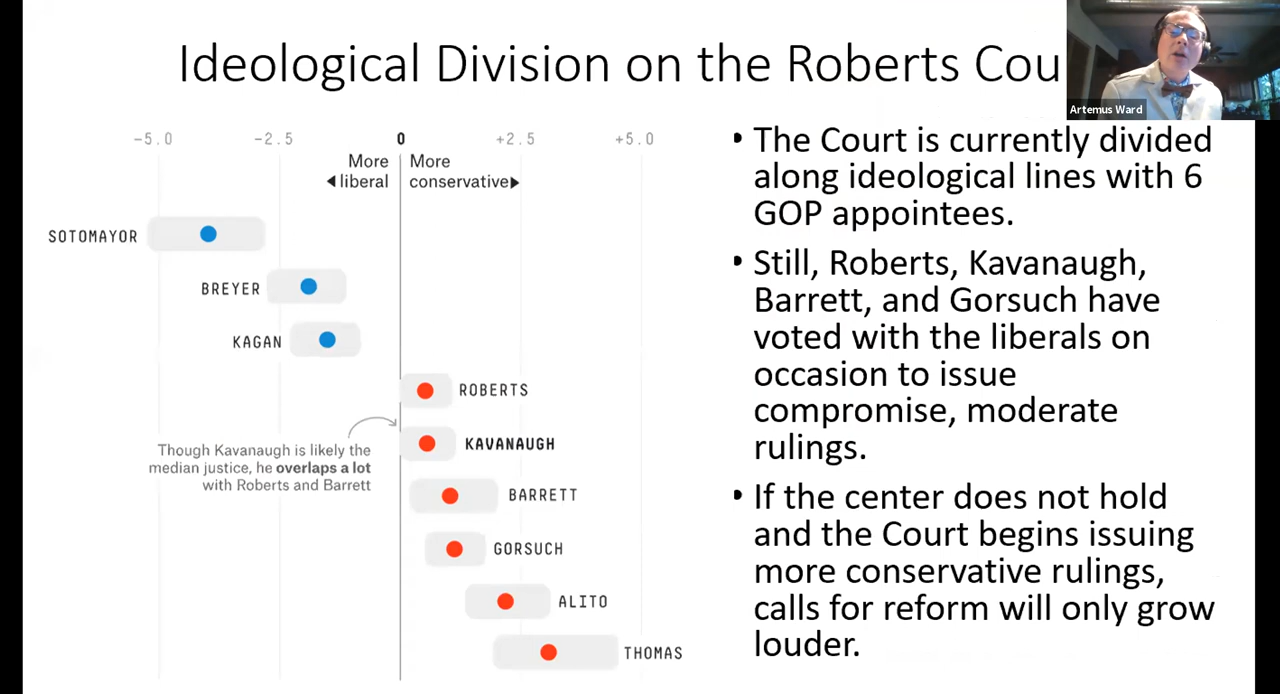 Ideological Division on the Roberts Cou
Artemus Ward
-5.0 -2.5 0 +2.5 +5.0
More More
◀liberal conservative▶
SOTOMAYOR
BREYER
KAGAN
ROBERTS
KAVANAUGH
Though Kavanaugh is likely the
median justice, he overlaps a lot
with Roberts and Barrett
BARRETT
GORSUCH
ALITO
THOMAS
• The Court is currently divided
along ideological lines with 6
GOP appointees.
• Still, Roberts, Kavanaugh,
Barrett, and Gorsuch have
voted with the liberals on
occasion to issue
compromise, moderate
rulings.
• If the center does not hold
and the Court begins issuing
more conservative rulings,
calls for reform will only grow
louder.